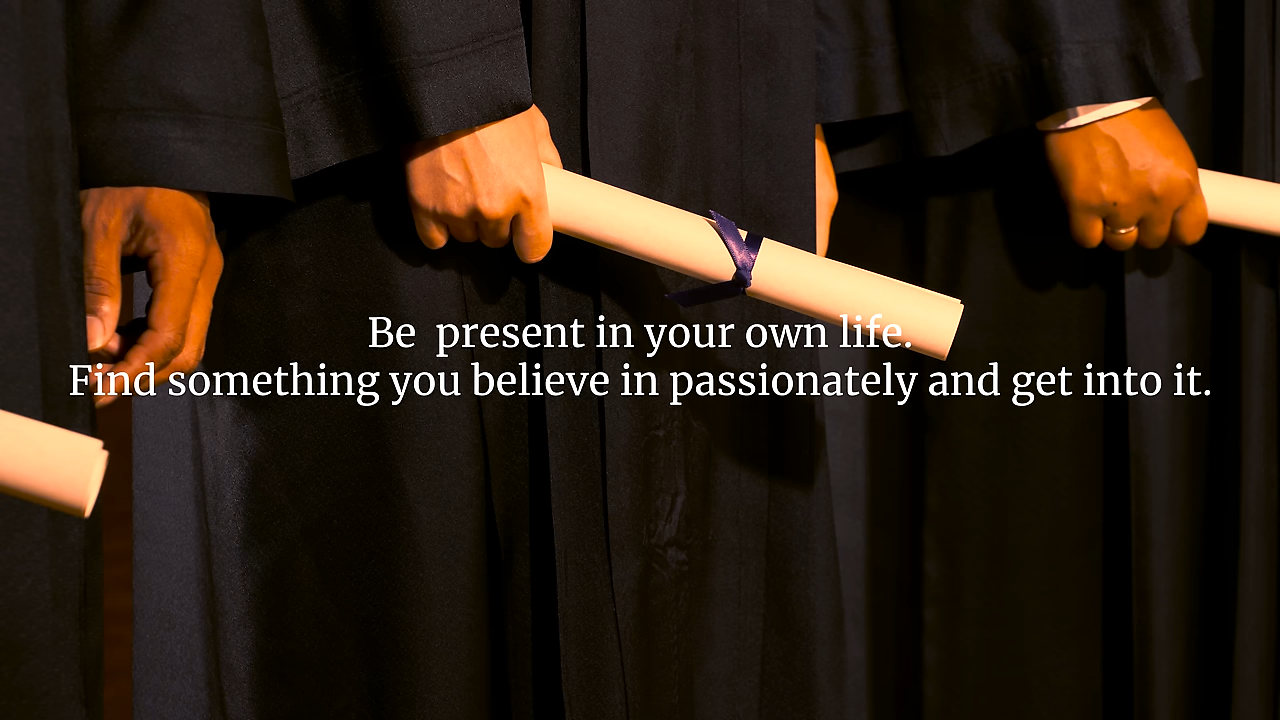 Be  present in your own life.
Find something you believe in passionately and get into it.